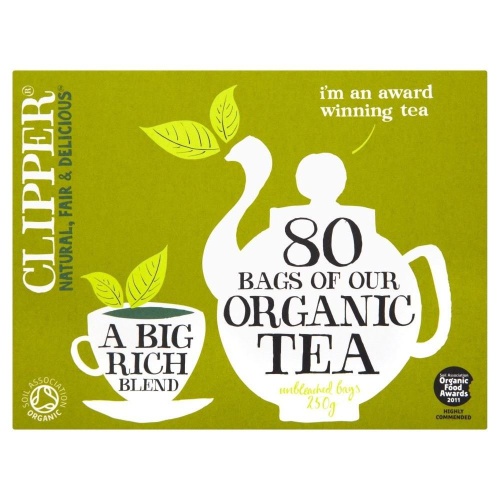 CLIPPER®
NATURAL, FAIR & DELICIOUS™
i'm an award
winning tea
80
BAGS OF OUR
ORGANIC
TEA
unbleached bags
250g
A BIG
RICH
BLEND
SOIL ASSOCIATION
ORGANIC
Soil Association
Organic
Food
Awards
2011
HIGHLY
COMMENDED